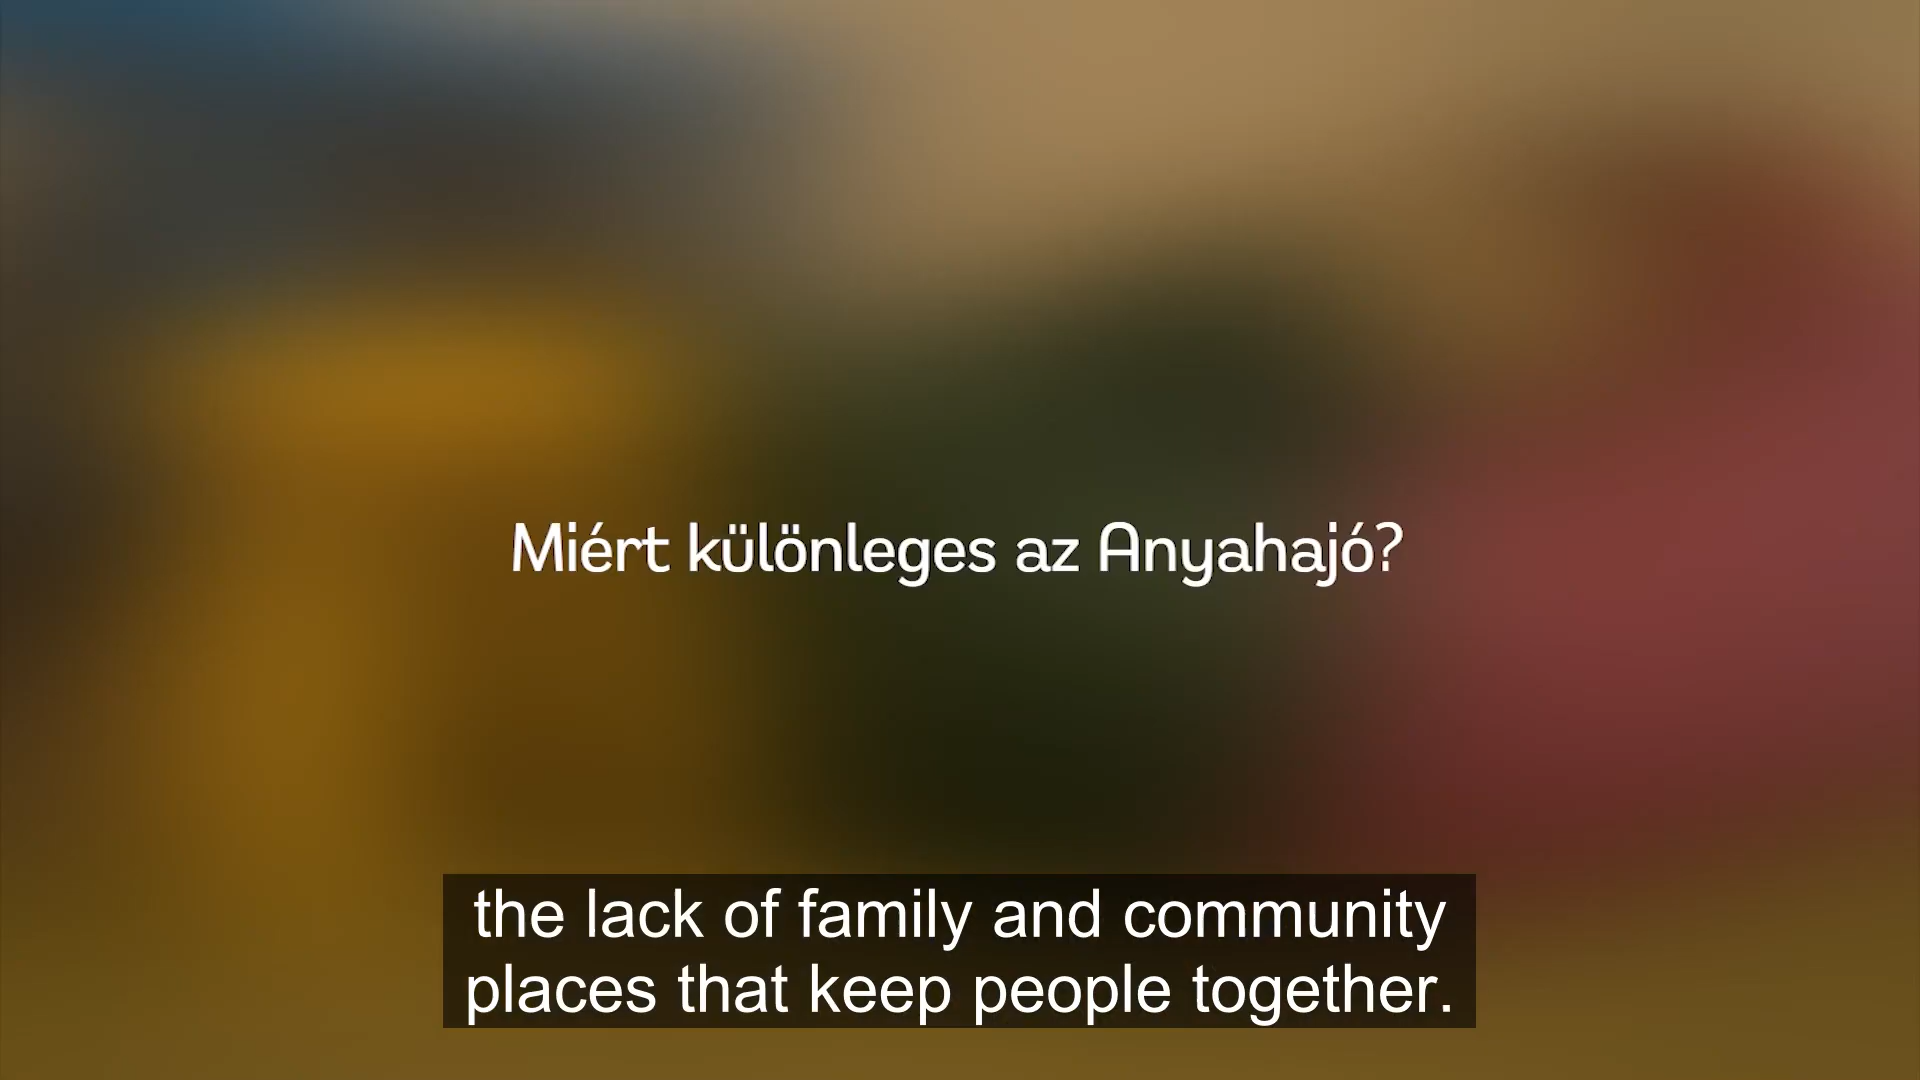 Miért különleges az Anyahajó?
the lack of family and community
places that keep people together.